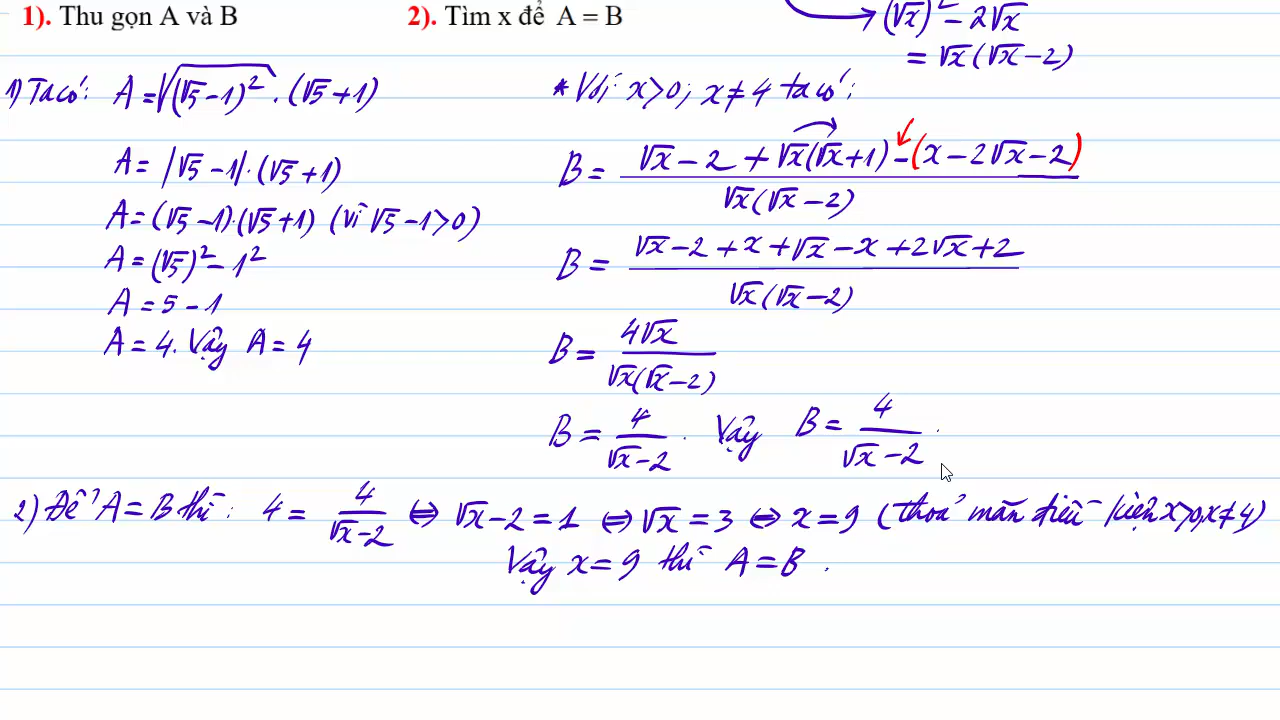 1). Thu gọn A và B
2). Tìm x để A = B
(√x)² − 2√x
= √x(√x − 2)
1) Ta có: A = √(√5 − 1)² . (√5 + 1)
A = |√5 − 1| . (√5 + 1)
A = (√5 − 1).(√5 + 1) (vì √5 − 1 > 0)
A = (√5)² − 1²
A = 5 − 1
A = 4. Vậy A = 4
* Với x > 0; x ≠ 4 ta có:
B = (√x − 2 + √x(√x + 1) − (x − 2√x − 2)) / (√x(√x − 2))
B = (√x − 2 + x + √x − x + 2√x + 2) / (√x(√x − 2))
B = 4√x / (√x(√x − 2))
B = 4 / (√x − 2) . Vậy B = 4 / (√x − 2) .
2) Để A = B thì: 4 = 4 / (√x − 2) ⇔ √x − 2 = 1 ⇔ √x = 3 ⇔ x = 9 (thoả mãn điều kiện x > 0, x ≠ 4)
Vậy x = 9 thì A = B .